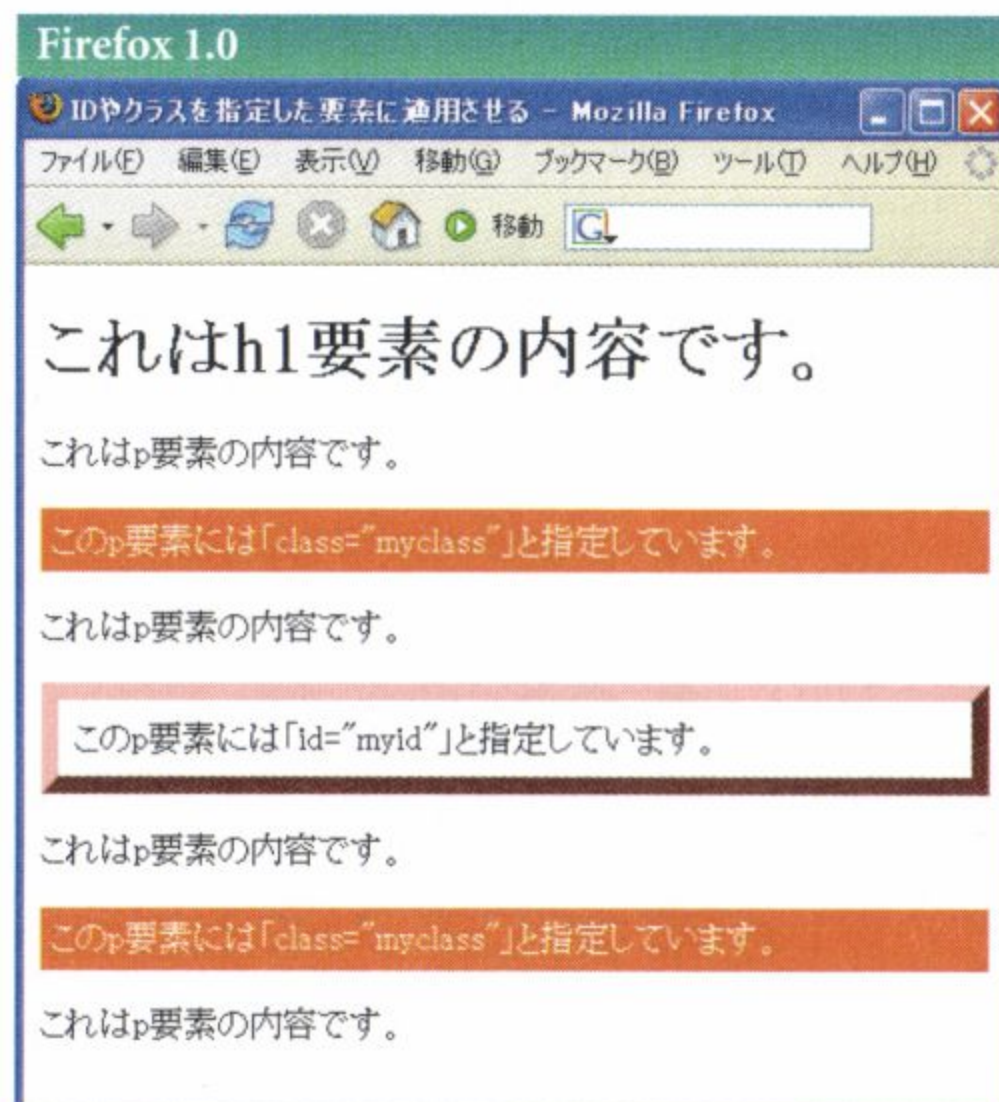 Firefox 1.0
IDやクラスを指定した要素に適用させる - Mozilla Firefox
ファイル(F) 編集(E) 表示(V) 移動(G) ブックマーク(B) ツール(T) ヘルプ(H)
移動 G
これはh1要素の内容です。
これはp要素の内容です。
このp要素には「class="myclass"」と指定しています。
これはp要素の内容です。
このp要素には「id="myid"」と指定しています。
これはp要素の内容です。
このp要素には「class="myclass"」と指定しています。
これはp要素の内容です。